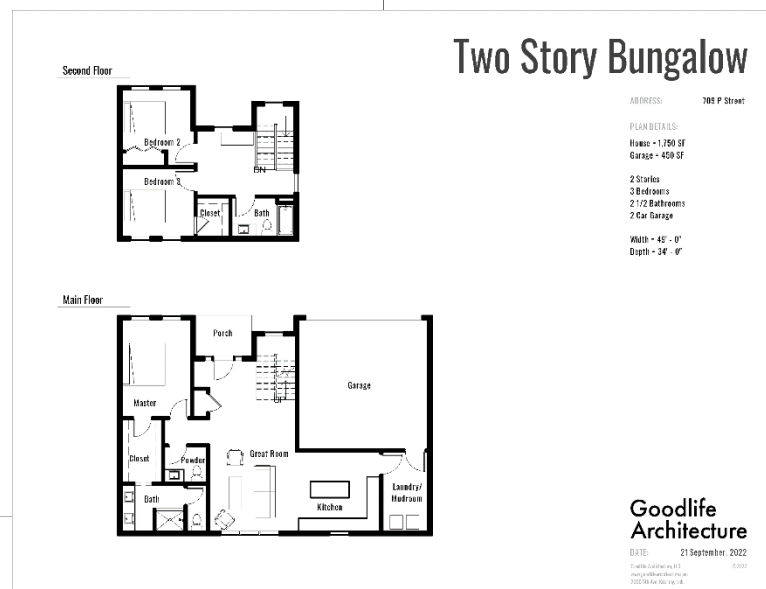 Two Story Bungalow
ADDRESS: 709 P Street
PLAN DETAILS:
House = 1,750 SF
Garage = 450 SF
2 Stories
3 Bedrooms
2 1/2 Bathrooms
2 Car Garage
Width = 49' - 0"
Depth = 34' - 0"
Second Floor
Bedroom 2
DN
Bedroom 3
Closet
Bath
Main Floor
Porch
Garage
Master
Great Room
Closet
Powder
Laundry/
Mudroom
Bath
Kitchen
Goodlife
Architecture
DATE: 21 September, 2022
©2022